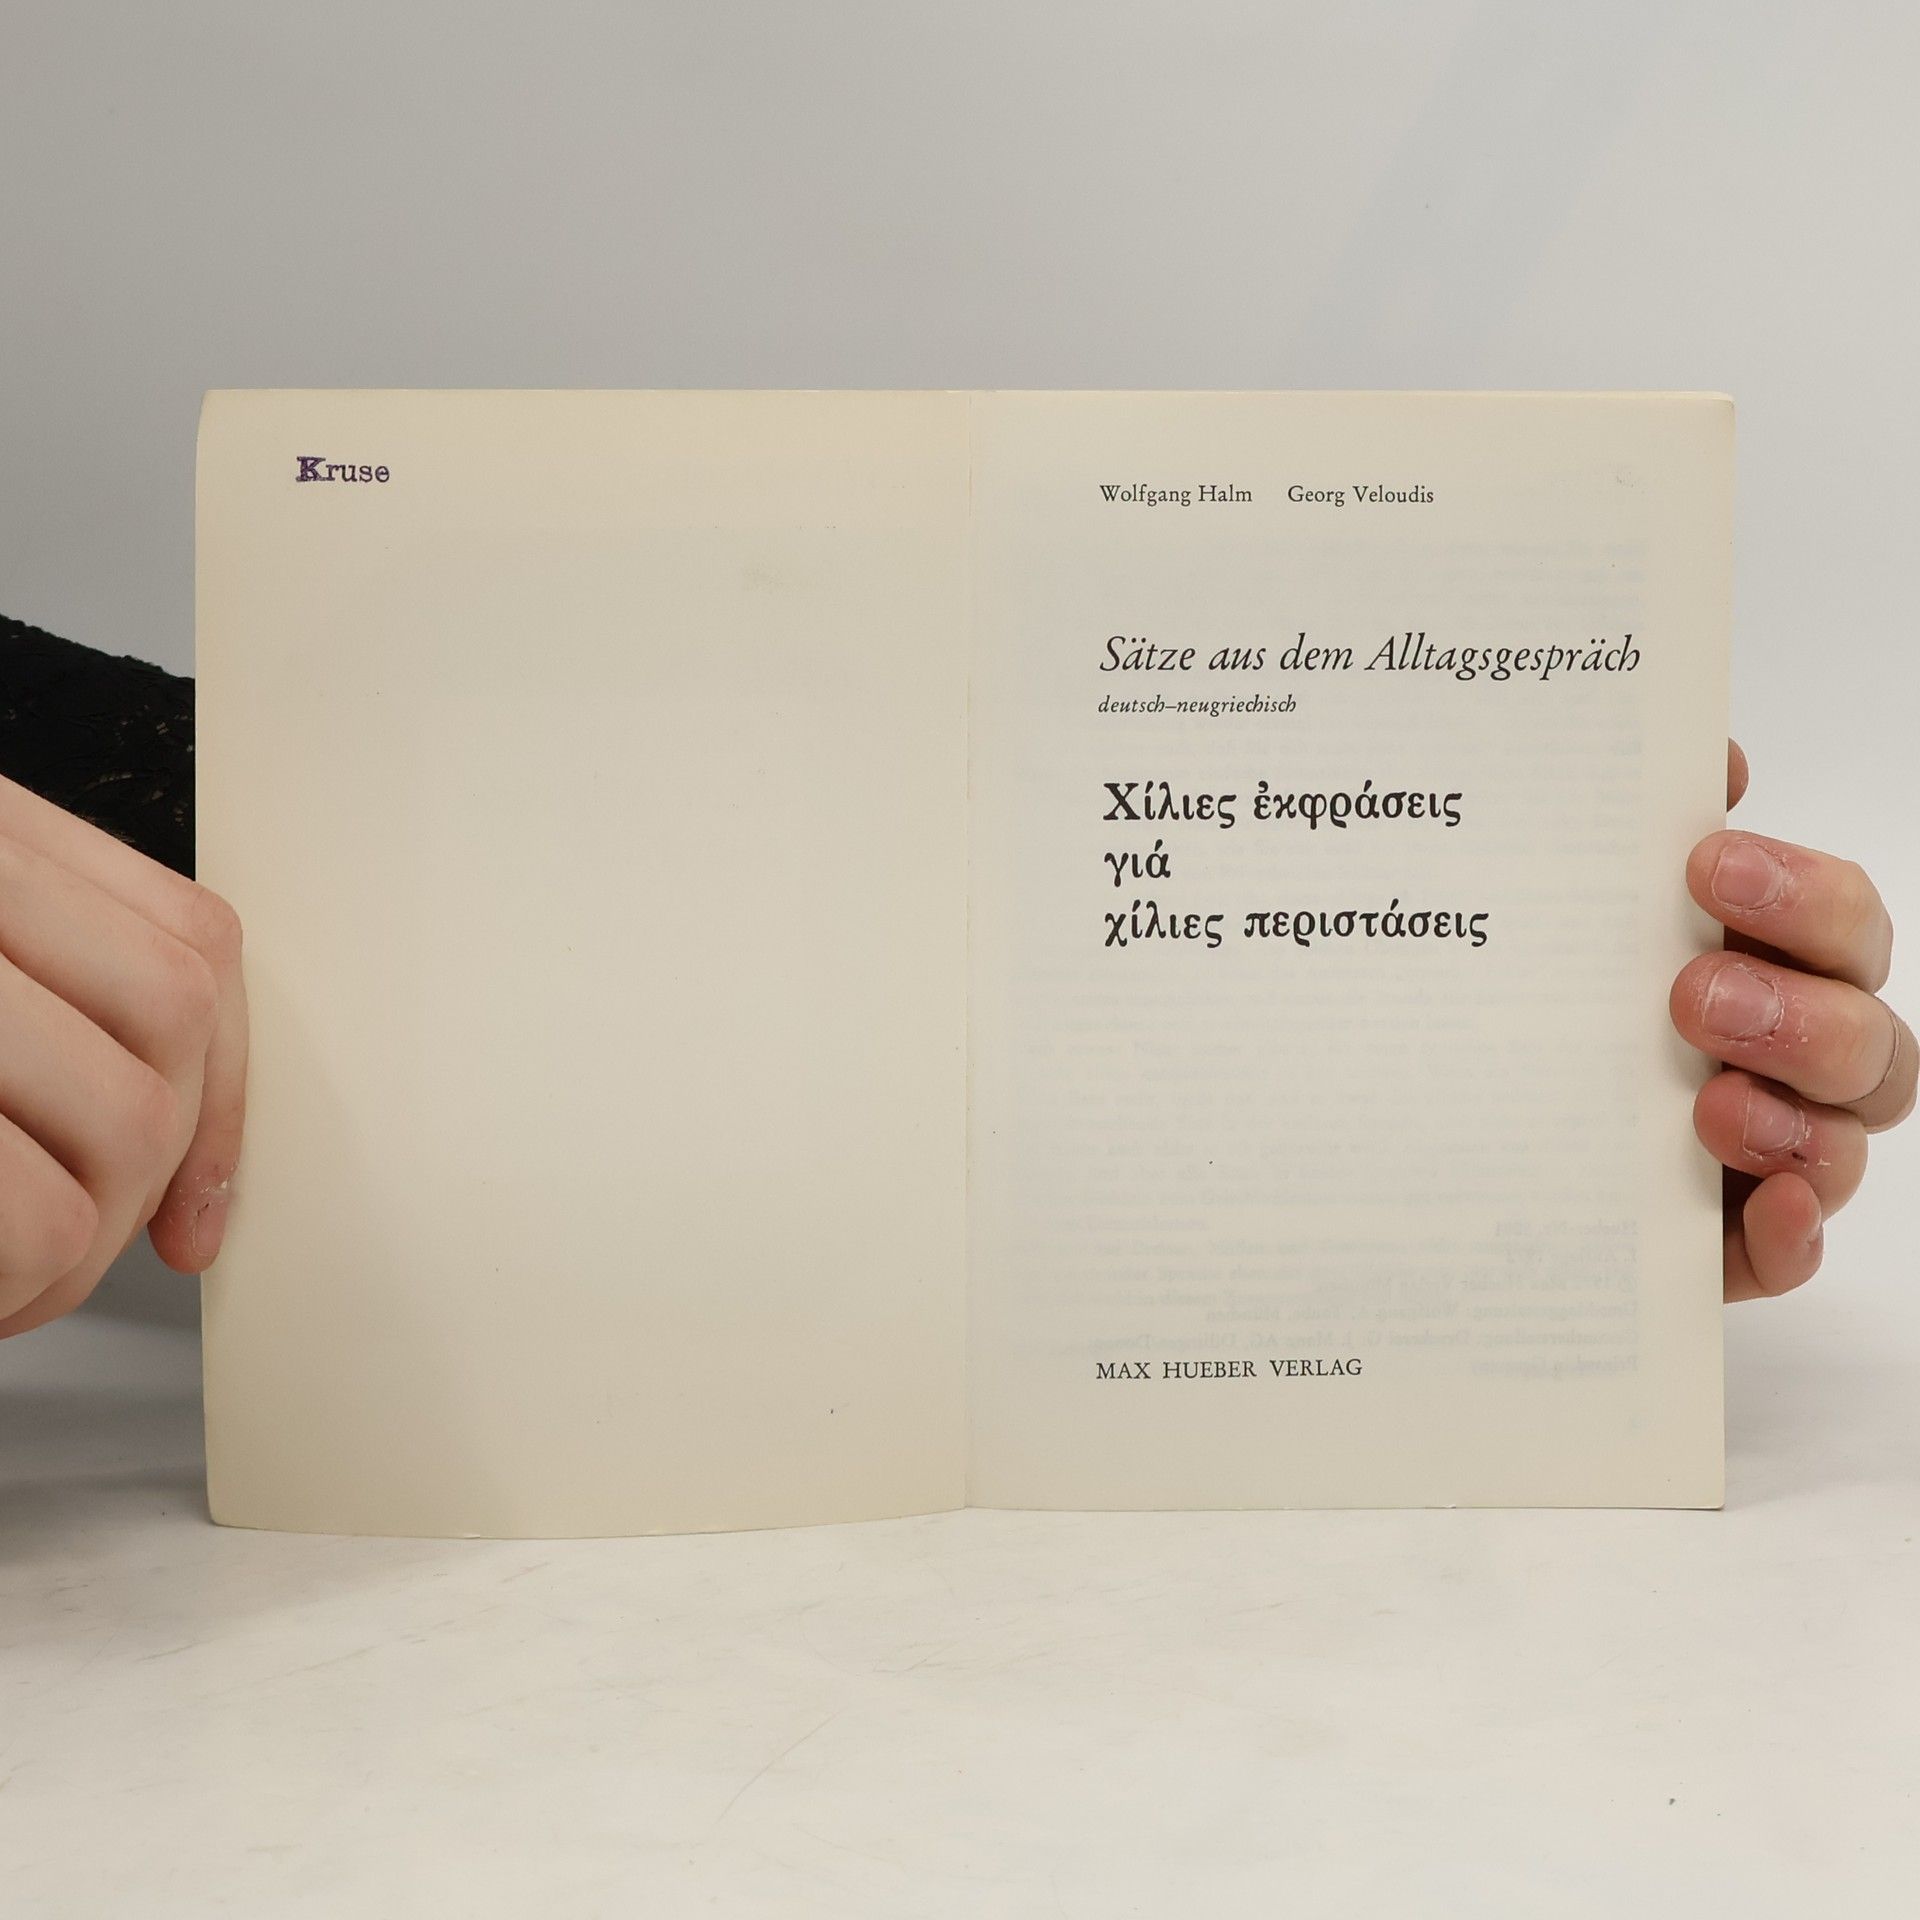 Kruse
Wolfgang Halm Georg Veloudis
Sätze aus dem Alltagsgespräch
deutsch–neugriechisch
Χίλιες ἐκφράσεις
γιά
χίλιες περιστάσεις
MAX HUEBER VERLAG